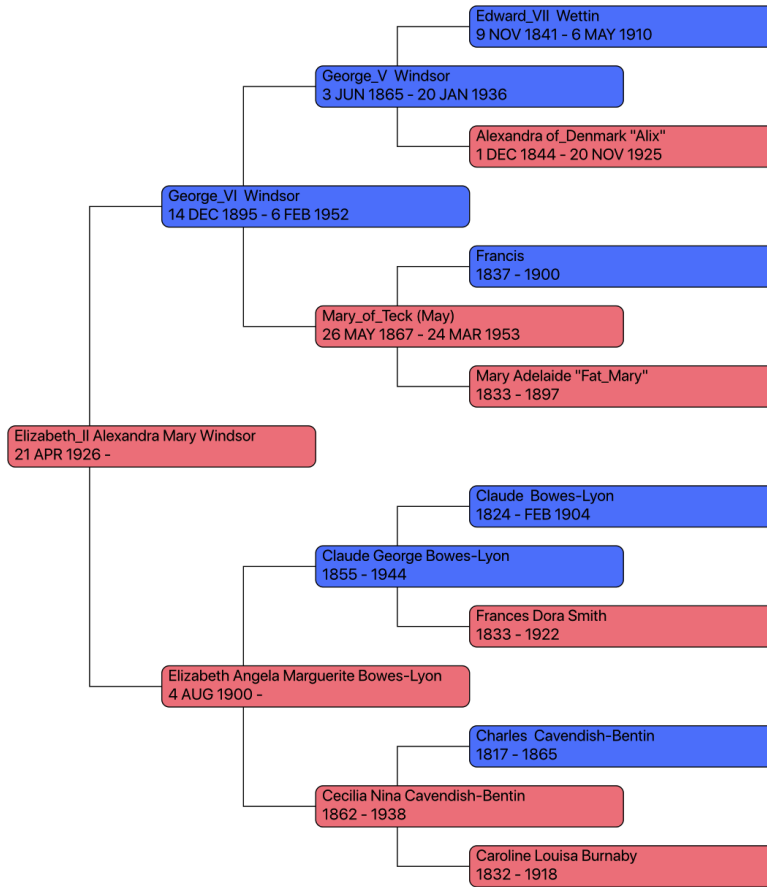 Edward_VII  Wettin
9 NOV 1841 - 6 MAY 1910
George_V  Windsor
3 JUN 1865 - 20 JAN 1936
Alexandra of_Denmark "Alix"
1 DEC 1844 - 20 NOV 1925
George_VI  Windsor
14 DEC 1895 - 6 FEB 1952
Francis
1837 - 1900
Mary_of_Teck (May)
26 MAY 1867 - 24 MAR 1953
Mary Adelaide "Fat_Mary"
1833 - 1897
Elizabeth_II Alexandra Mary Windsor
21 APR 1926 -
Claude  Bowes-Lyon
1824 - FEB 1904
Claude George Bowes-Lyon
1855 - 1944
Frances Dora Smith
1833 - 1922
Elizabeth Angela Marguerite Bowes-Lyon
4 AUG 1900 -
Charles  Cavendish-Bentin
1817 - 1865
Cecilia Nina Cavendish-Bentin
1862 - 1938
Caroline Louisa Burnaby
1832 - 1918